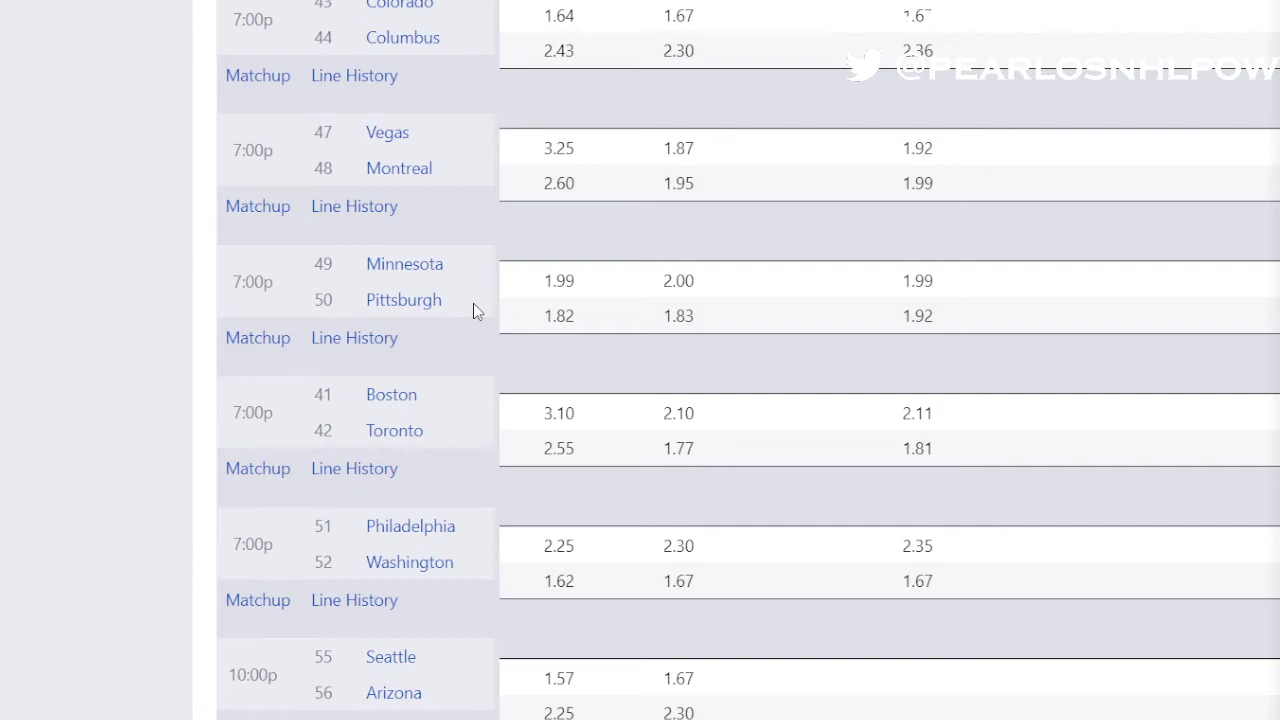 43 Colorado 1.64 1.67 1.67
7:00p
44 Columbus 2.43 2.30 2.36
@PEARLOSNHLPOW
Matchup Line History
47 Vegas 3.25 1.87 1.92
7:00p
48 Montreal 2.60 1.95 1.99
Matchup Line History
49 Minnesota 1.99 2.00 1.99
7:00p
50 Pittsburgh 1.82 1.83 1.92
Matchup Line History
41 Boston 3.10 2.10 2.11
7:00p
42 Toronto 2.55 1.77 1.81
Matchup Line History
51 Philadelphia 2.25 2.30 2.35
7:00p
52 Washington 1.62 1.67 1.67
Matchup Line History
55 Seattle 1.57 1.67
10:00p
56 Arizona 2.25 2.30